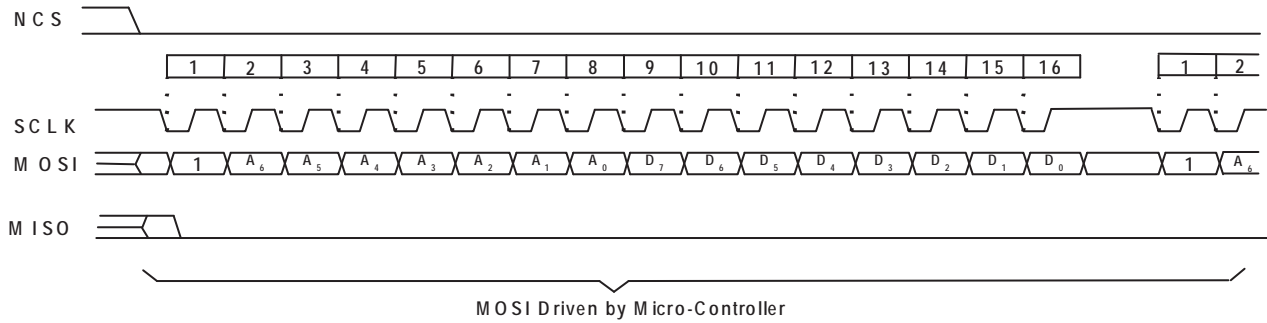 NCS
1 2 3 4 5 6 7 8 9 10 11 12 13 14 15 16 1 2
SCLK
MOSI 1 A6 A5 A4 A3 A2 A1 A0 D7 D6 D5 D4 D3 D2 D1 D0 1 A6
MISO
MOSI Driven by Micro-Controller